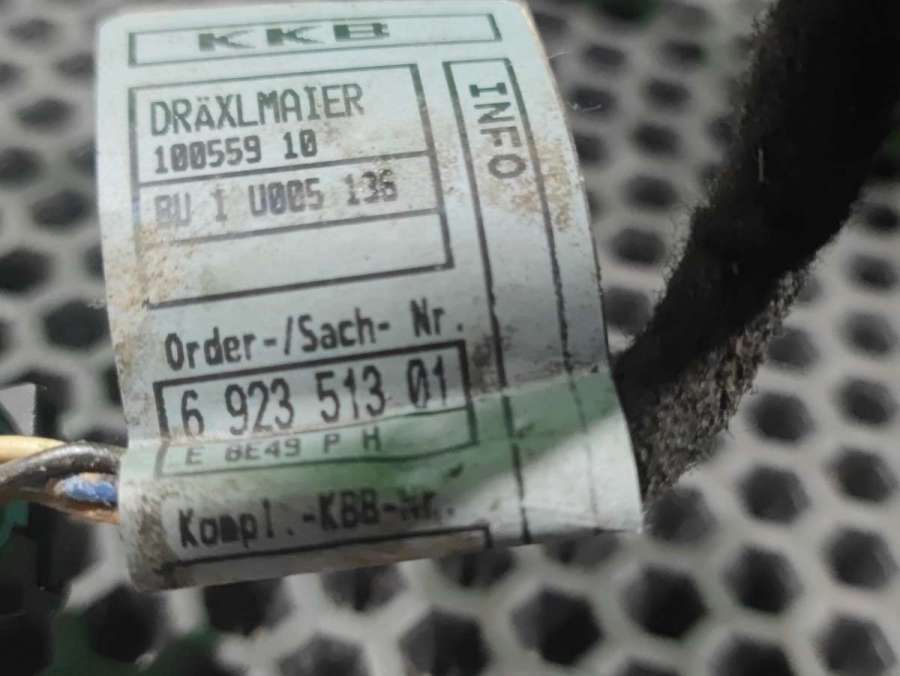 KKB
DRÄXLMAIER
100559 10
BU I U005 136
INFO
Order-/Sach- Nr.
6 923 513 01
E 8E49 P H
Kompl.-KBB-Nr.